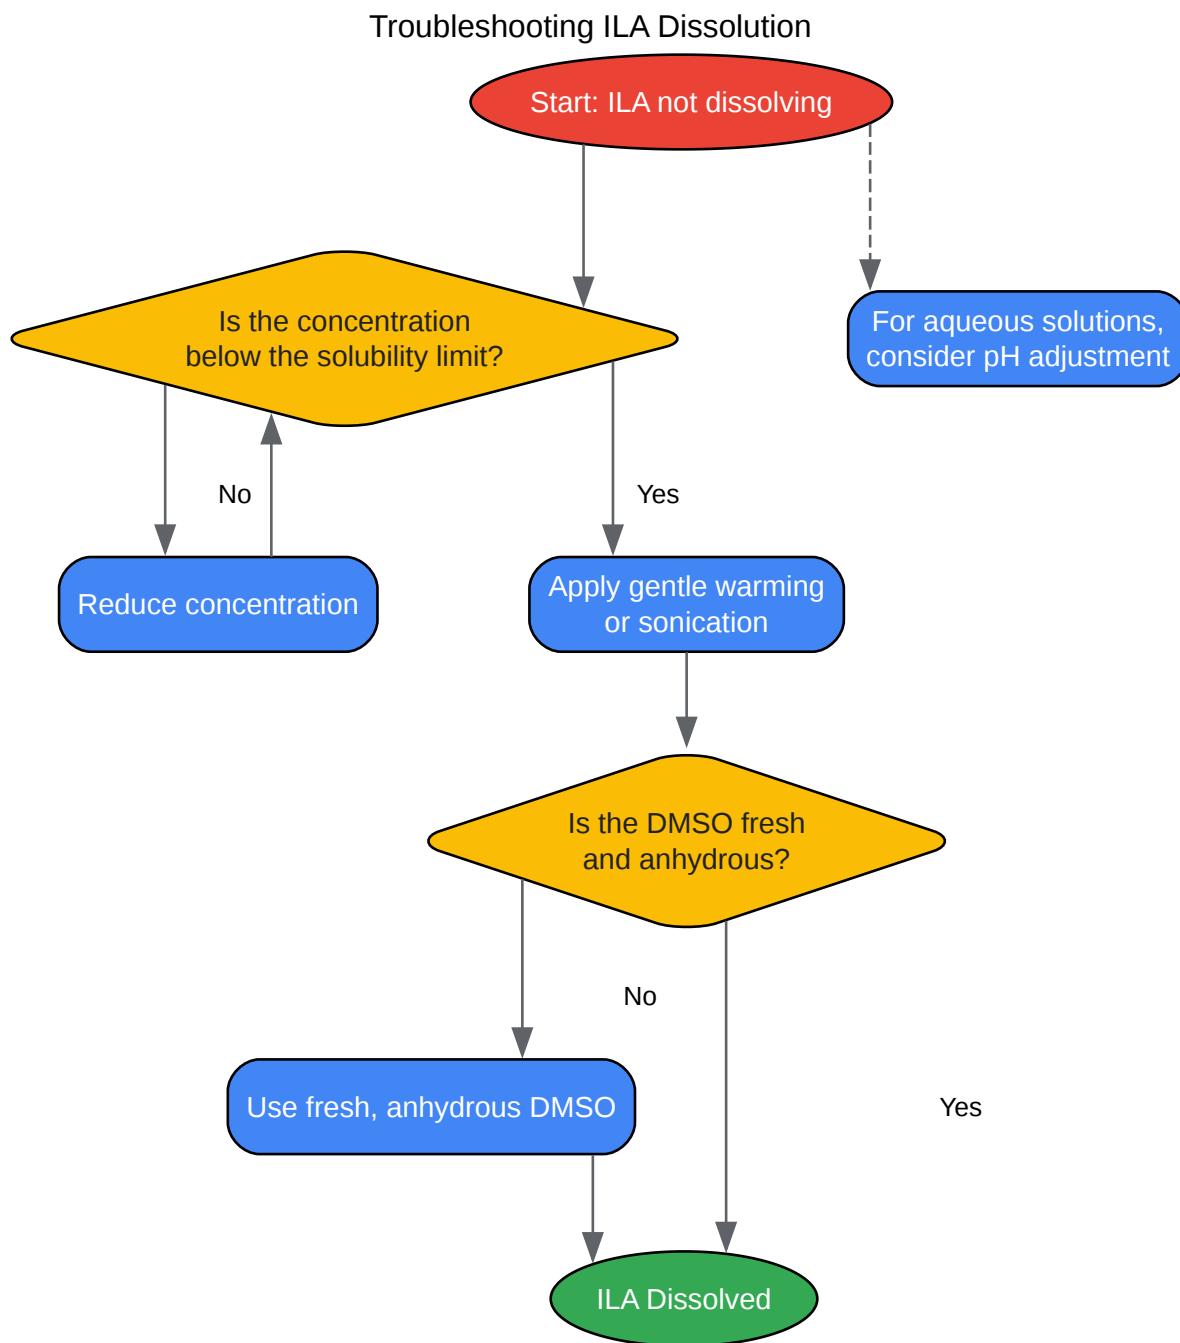 Troubleshooting ILA Dissolution
Start: ILA not dissolving
Is the concentration
below the solubility limit?
For aqueous solutions,
consider pH adjustment
No
Yes
Reduce concentration
Apply gentle warming
or sonication
Is the DMSO fresh
and anhydrous?
No
Use fresh, anhydrous DMSO
Yes
ILA Dissolved